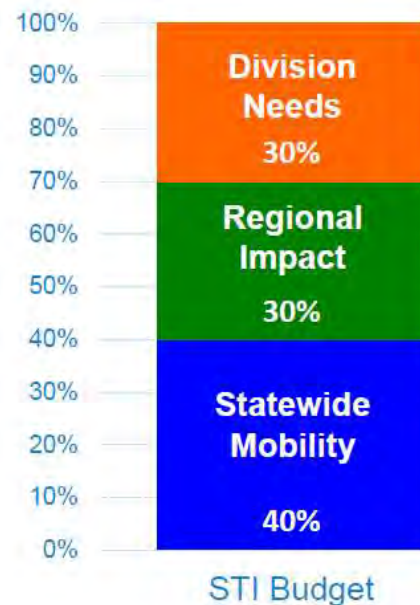 100%
90%
80%
70%
60%
50%
40%
30%
20%
10%
0%
Division
Needs
30%
Regional
Impact
30%
Statewide
Mobility
40%
STI Budget